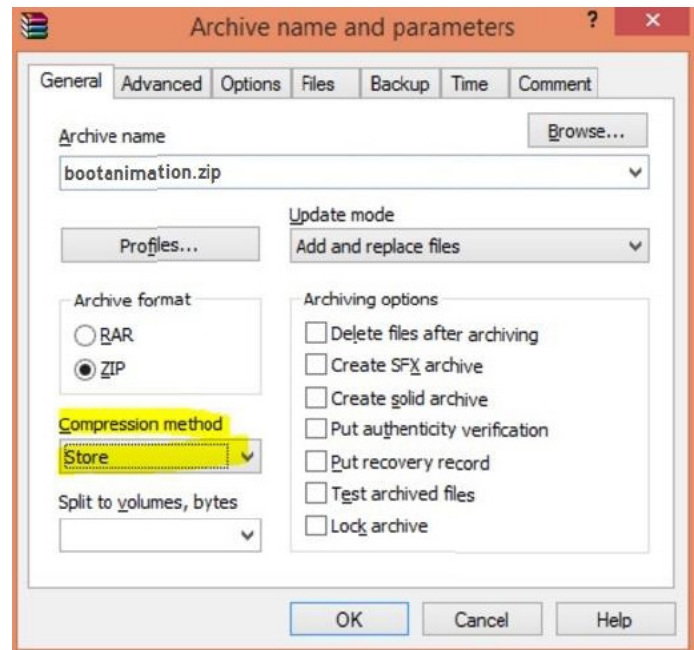 Archive name and parameters ? ×
General Advanced Options Files Backup Time Comment
Archive name
Browse...
bootanimation.zip
Profiles...
Update mode
Add and replace files
Archive format
RAR
ZIP
Compression method
Store
Split to volumes, bytes
Archiving options
Delete files after archiving
Create SFX archive
Create solid archive
Put authenticity verification
Put recovery record
Test archived files
Lock archive
OK Cancel Help